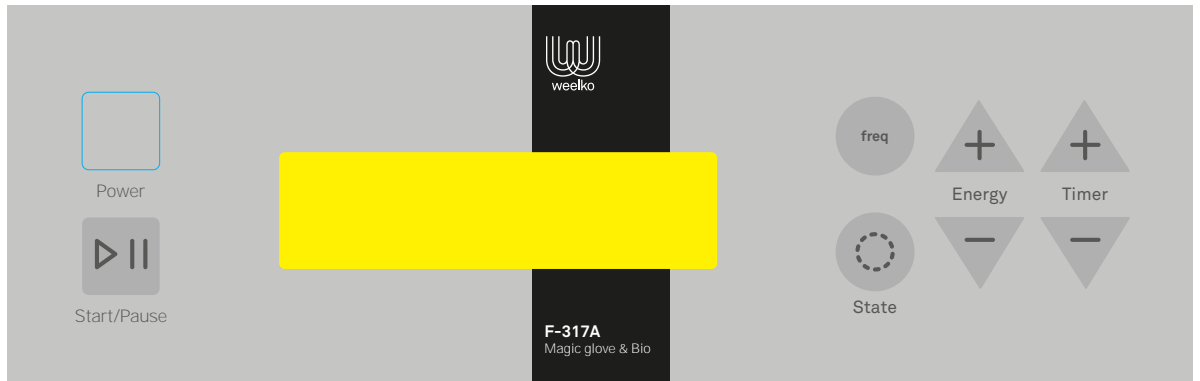 weelko
Power
Start/Pause
F-317A
Magic glove & Bio
freq
State
+
Energy
−
+
Timer
−